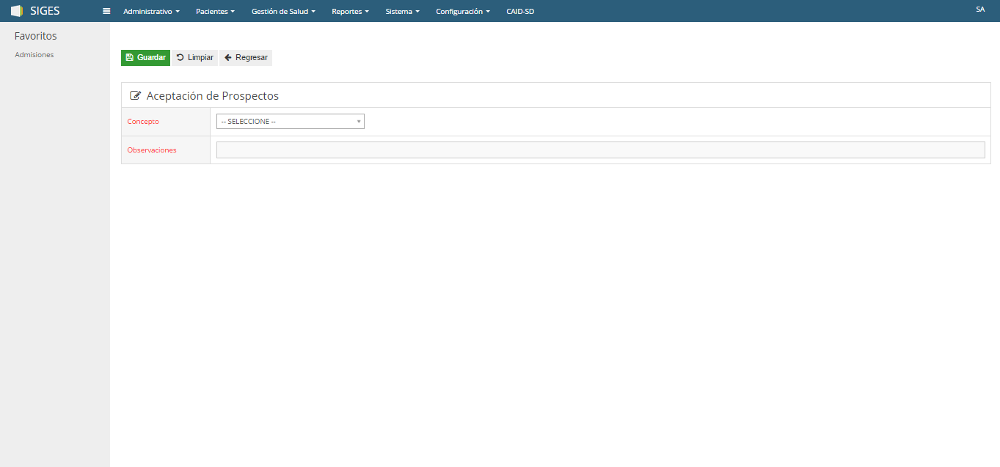 SIGES Administrativo Pacientes Gestión de Salud Reportes Sistema Configuración CAID-SD SA
Favoritos
Admisiones
Guardar Limpiar Regresar
Aceptación de Prospectos
Concepto -- SELECCIONE --
Observaciones